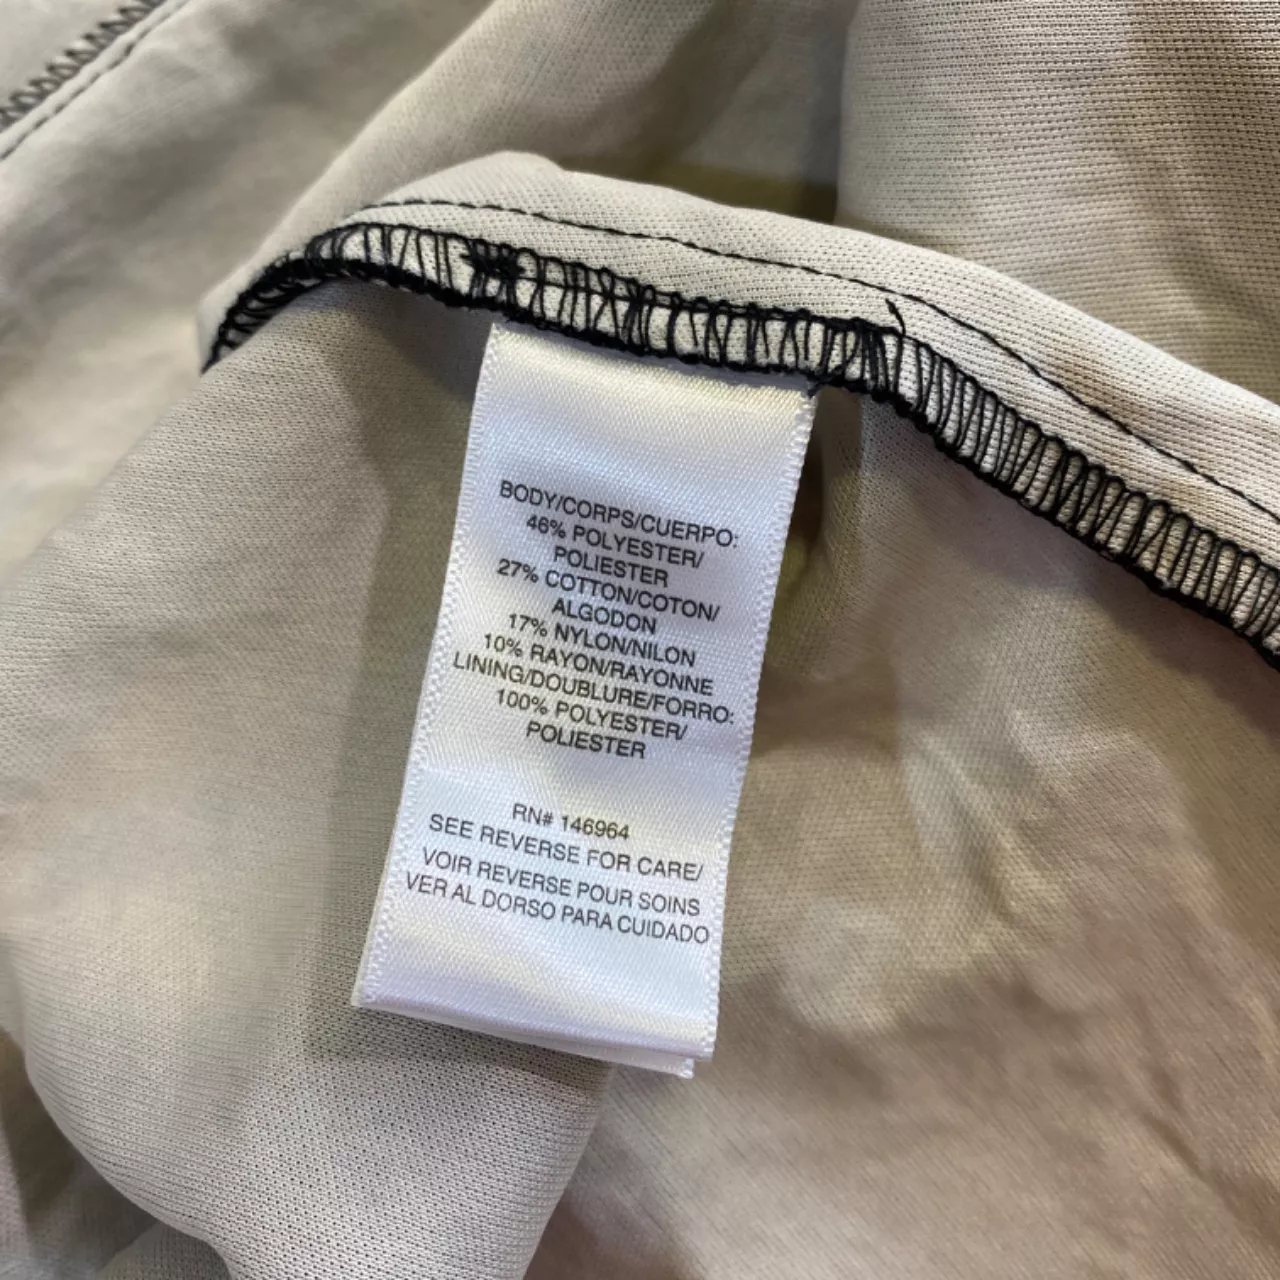 BODY/CORPS/CUERPO:
46% POLYESTER/
POLIESTER
27% COTTON/COTON/
ALGODON
17% NYLON/NILON
10% RAYON/RAYONNE
LINING/DOUBLURE/FORRO:
100% POLYESTER/
POLIESTER
RN# 146964
SEE REVERSE FOR CARE/
VOIR REVERSE POUR SOINS
VER AL DORSO PARA CUIDADO